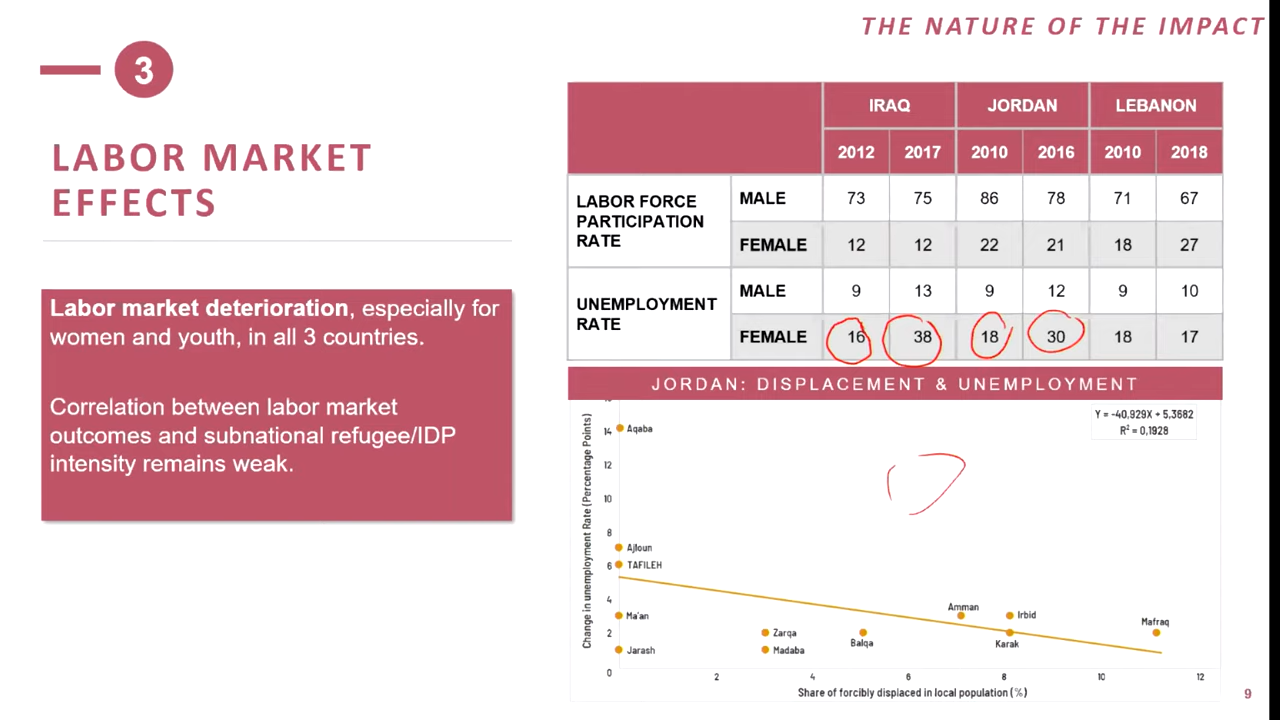 THE NATURE OF THE IMPACT
3
LABOR MARKET
EFFECTS
Labor market deterioration, especially for
women and youth, in all 3 countries.
Correlation between labor market
outcomes and subnational refugee/IDP
intensity remains weak.
IRAQ JORDAN LEBANON
2012 2017 2010 2016 2010 2018
LABOR FORCE
PARTICIPATION
RATE
MALE 73 75 86 78 71 67
FEMALE 12 12 22 21 18 27
UNEMPLOYMENT
RATE
MALE 9 13 9 12 9 10
FEMALE 16 38 18 30 18 17
JORDAN: DISPLACEMENT & UNEMPLOYMENT
Y = -40,929X + 5,3682
R² = 0,1928
Change in unemployment Rate (Percentage Points)
14
12
10
8
6
4
2
0
Aqaba
Ajloun
TAFILEH
Ma'an
Jarash
Zarqa
Madaba
Balqa
Amman
Irbid
Karak
Mafraq
2 4 6 8 10 12
Share of forcibly displaced in local population (%)
9